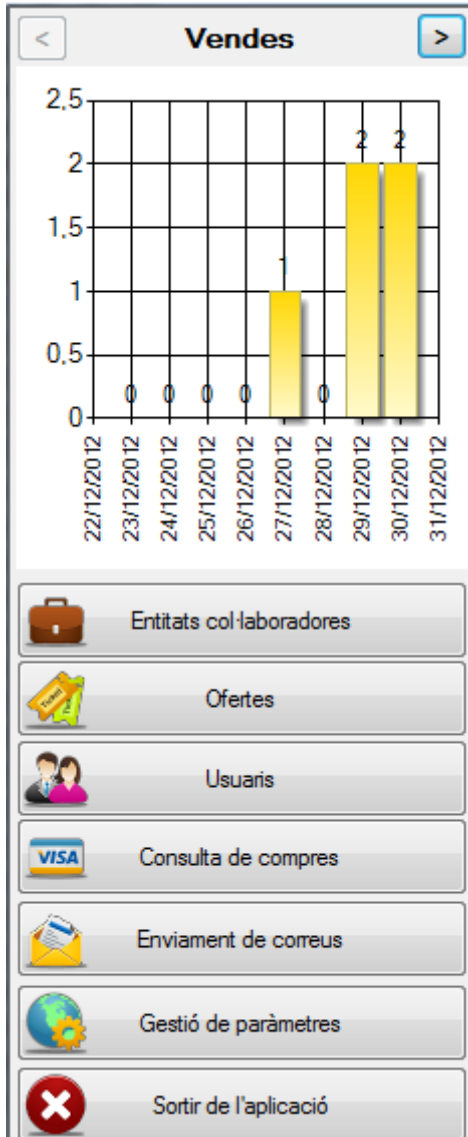 < Vendes >
2,5
2
1,5
1
0,5
0
0 0 0 0 1 0 2 2
22/12/2012
23/12/2012
24/12/2012
25/12/2012
26/12/2012
27/12/2012
28/12/2012
29/12/2012
30/12/2012
31/12/2012
Entitats col·laboradores
Ticket
Ofertes
Usuaris
VISA
Consulta de compres
Enviament de correus
Gestió de paràmetres
Sortir de l'aplicació